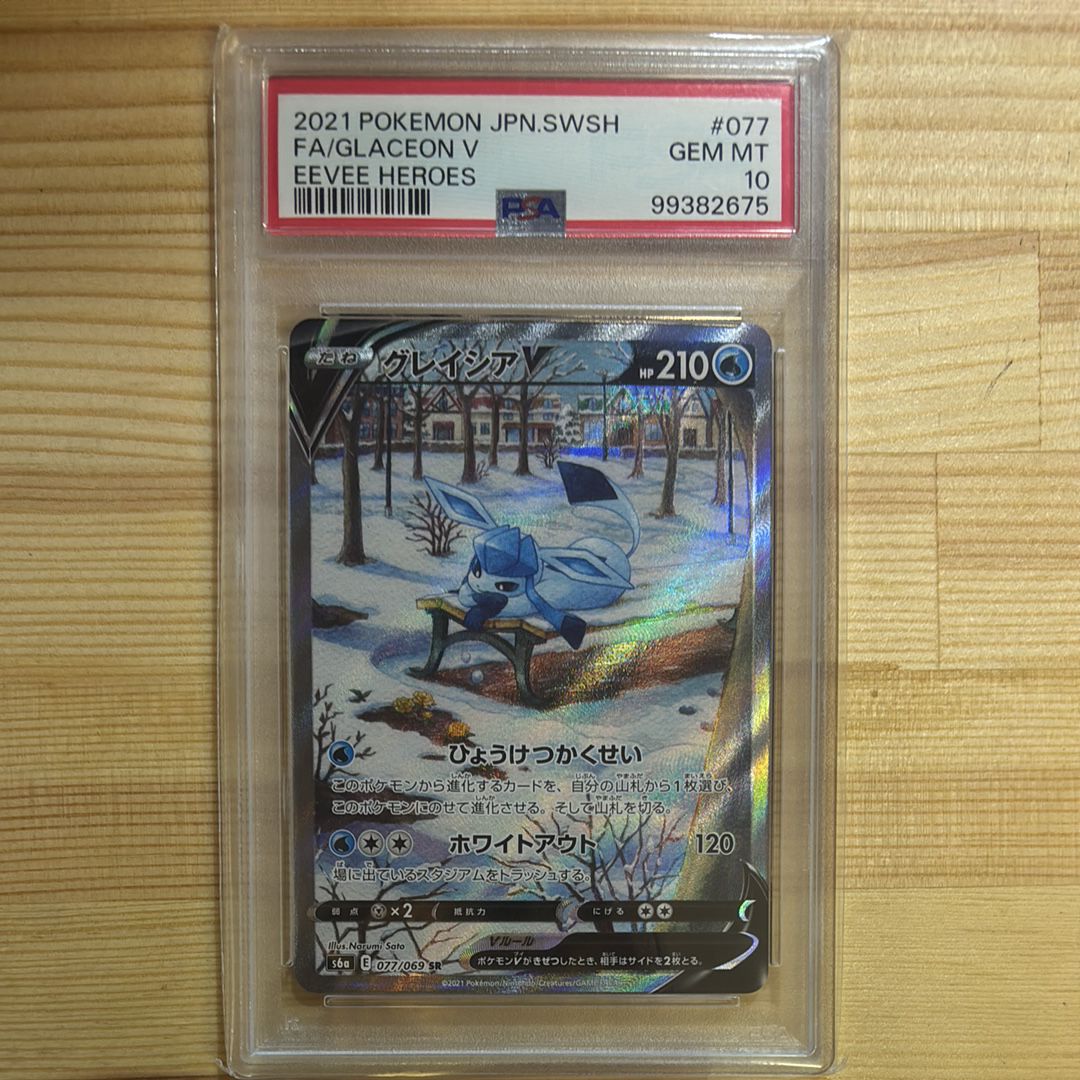 2021 POKEMON JPN.SWSH #077
FA/GLACEON V GEM MT
EEVEE HEROES 10
PSA 99382675
たね グレイシアV HP 210
ひょうけつかくせい
このポケモンから進化するカードを、自分の山札から1枚選び、
このポケモンにのせて進化させる。そして山札を切る。
ホワイトアウト 120
場に出ているスタジアムをトラッシュする。
弱点 ×2 抵抗力 にげる
Illus.Narumi Sato Vルール
s6a E 077/069 SR ポケモンVがきぜつしたとき、相手はサイドを2枚とる。
©2021 Pokémon/Nintendo/Creatures/GAME FREAK